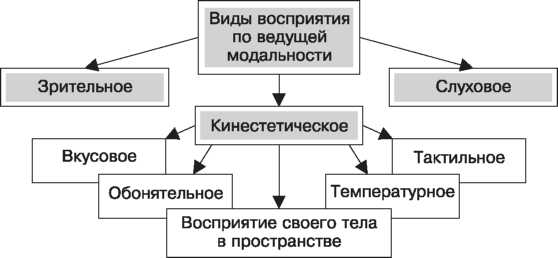 Виды восприятия
по ведущей
модальности
Зрительное
Слуховое
Кинестетическое
Вкусовое
Тактильное
Обонятельное
Температурное
Восприятие своего тела
в пространстве